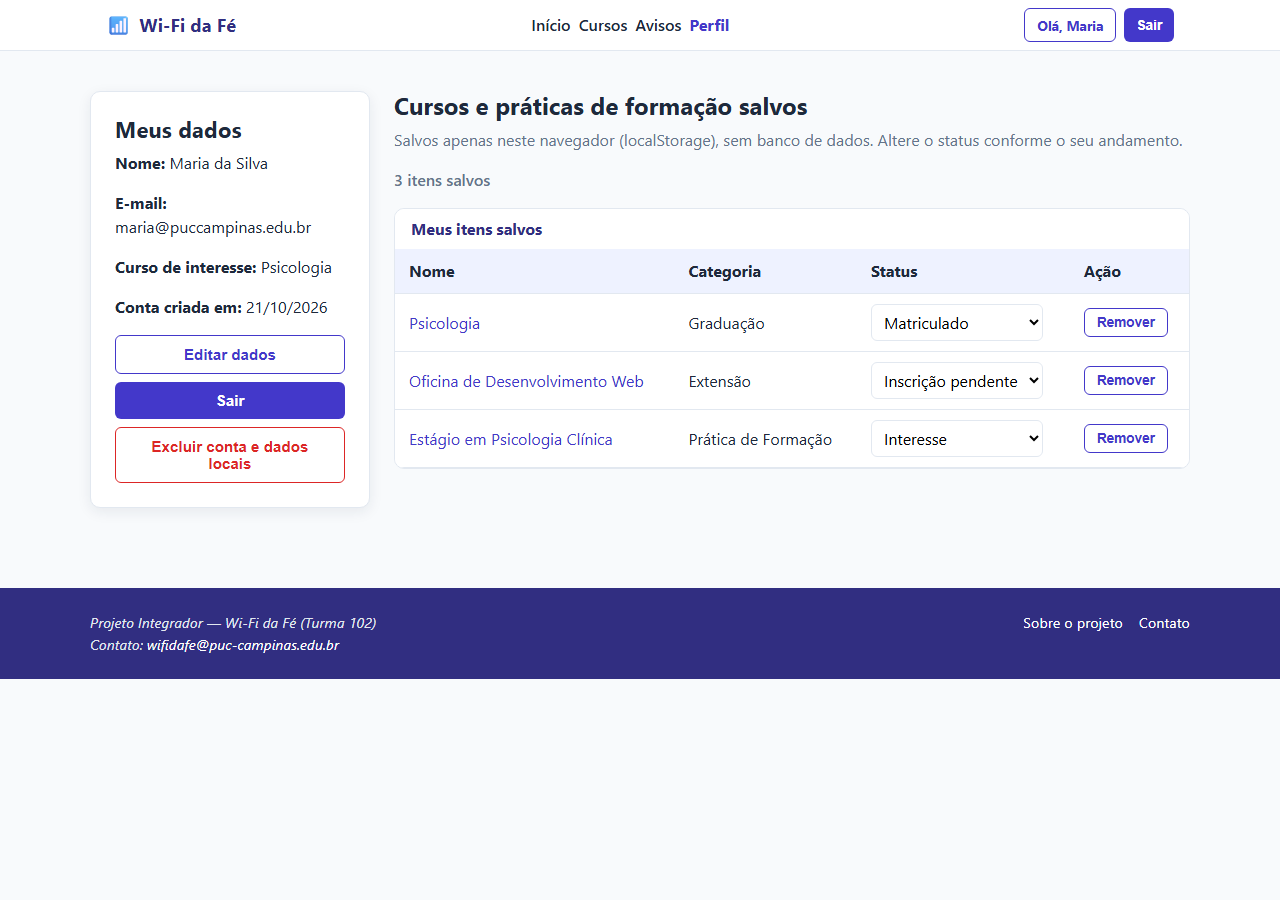 Wi-Fi da Fé
Início Cursos Avisos Perfil
Olá, Maria
Sair
Meus dados
Nome: Maria da Silva
E-mail:
maria@puccampinas.edu.br
Curso de interesse: Psicologia
Conta criada em: 21/10/2026
Editar dados
Sair
Excluir conta e dados
locais
Cursos e práticas de formação salvos
Salvos apenas neste navegador (localStorage), sem banco de dados. Altere o status conforme o seu andamento.
3 itens salvos
Meus itens salvos
Nome Categoria Status Ação
Psicologia Graduação Matriculado Remover
Oficina de Desenvolvimento Web Extensão Inscrição pendente Remover
Estágio em Psicologia Clínica Prática de Formação Interesse Remover
Projeto Integrador — Wi-Fi da Fé (Turma 102)
Contato: wifidafe@puc-campinas.edu.br
Sobre o projeto Contato